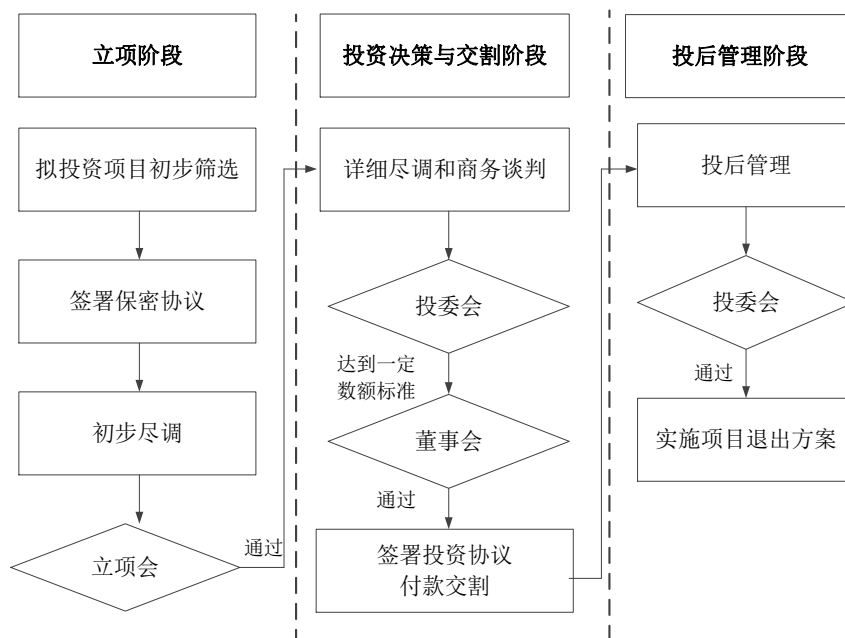 立项阶段
拟投资项目初步筛选
签署保密协议
初步尽调
立项会
通过
投资决策与交割阶段
详细尽调和商务谈判
投委会
达到一定
数额标准
董事会
通过
签署投资协议
付款交割
投后管理阶段
投后管理
投委会
通过
实施项目退出方案